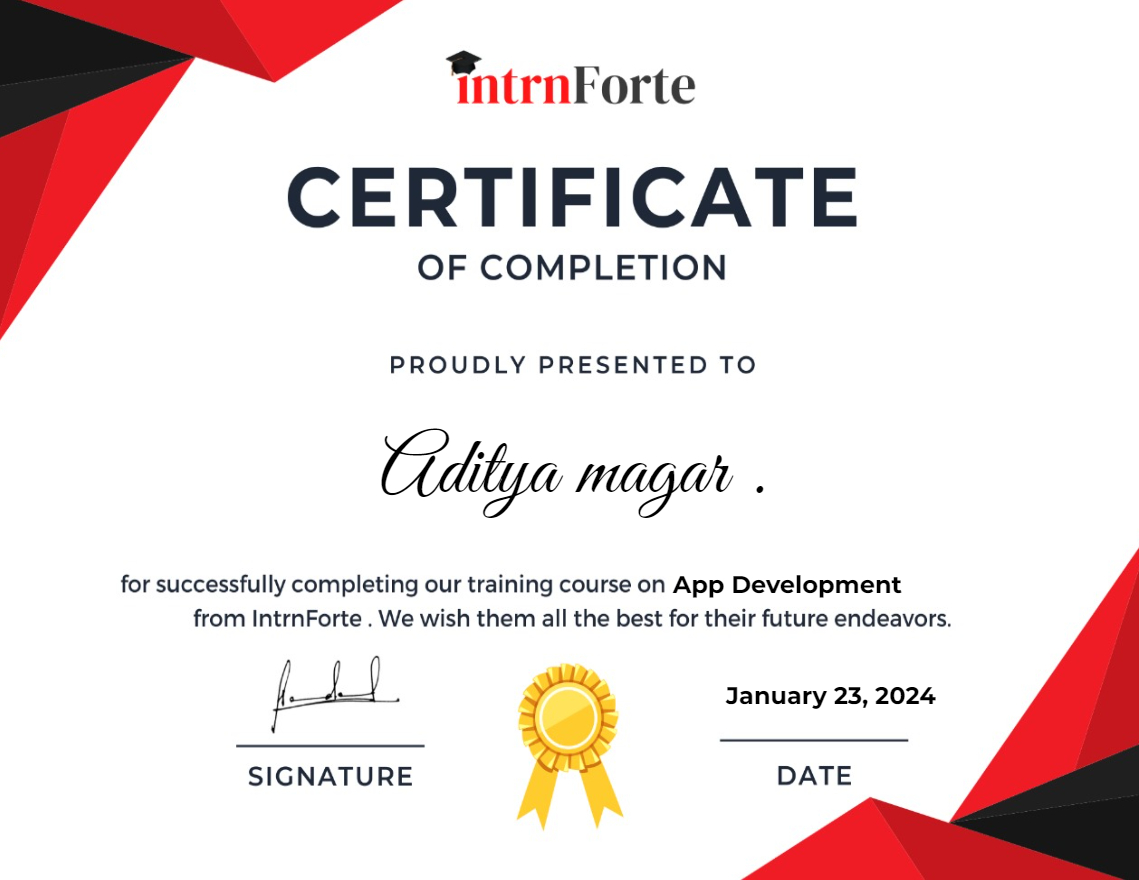 intrnForte
CERTIFICATE
OF COMPLETION
PROUDLY PRESENTED TO
Aditya magar .
for successfully completing our training course on App Development
from IntrnForte . We wish them all the best for their future endeavors.
January 23, 2024
SIGNATURE
DATE